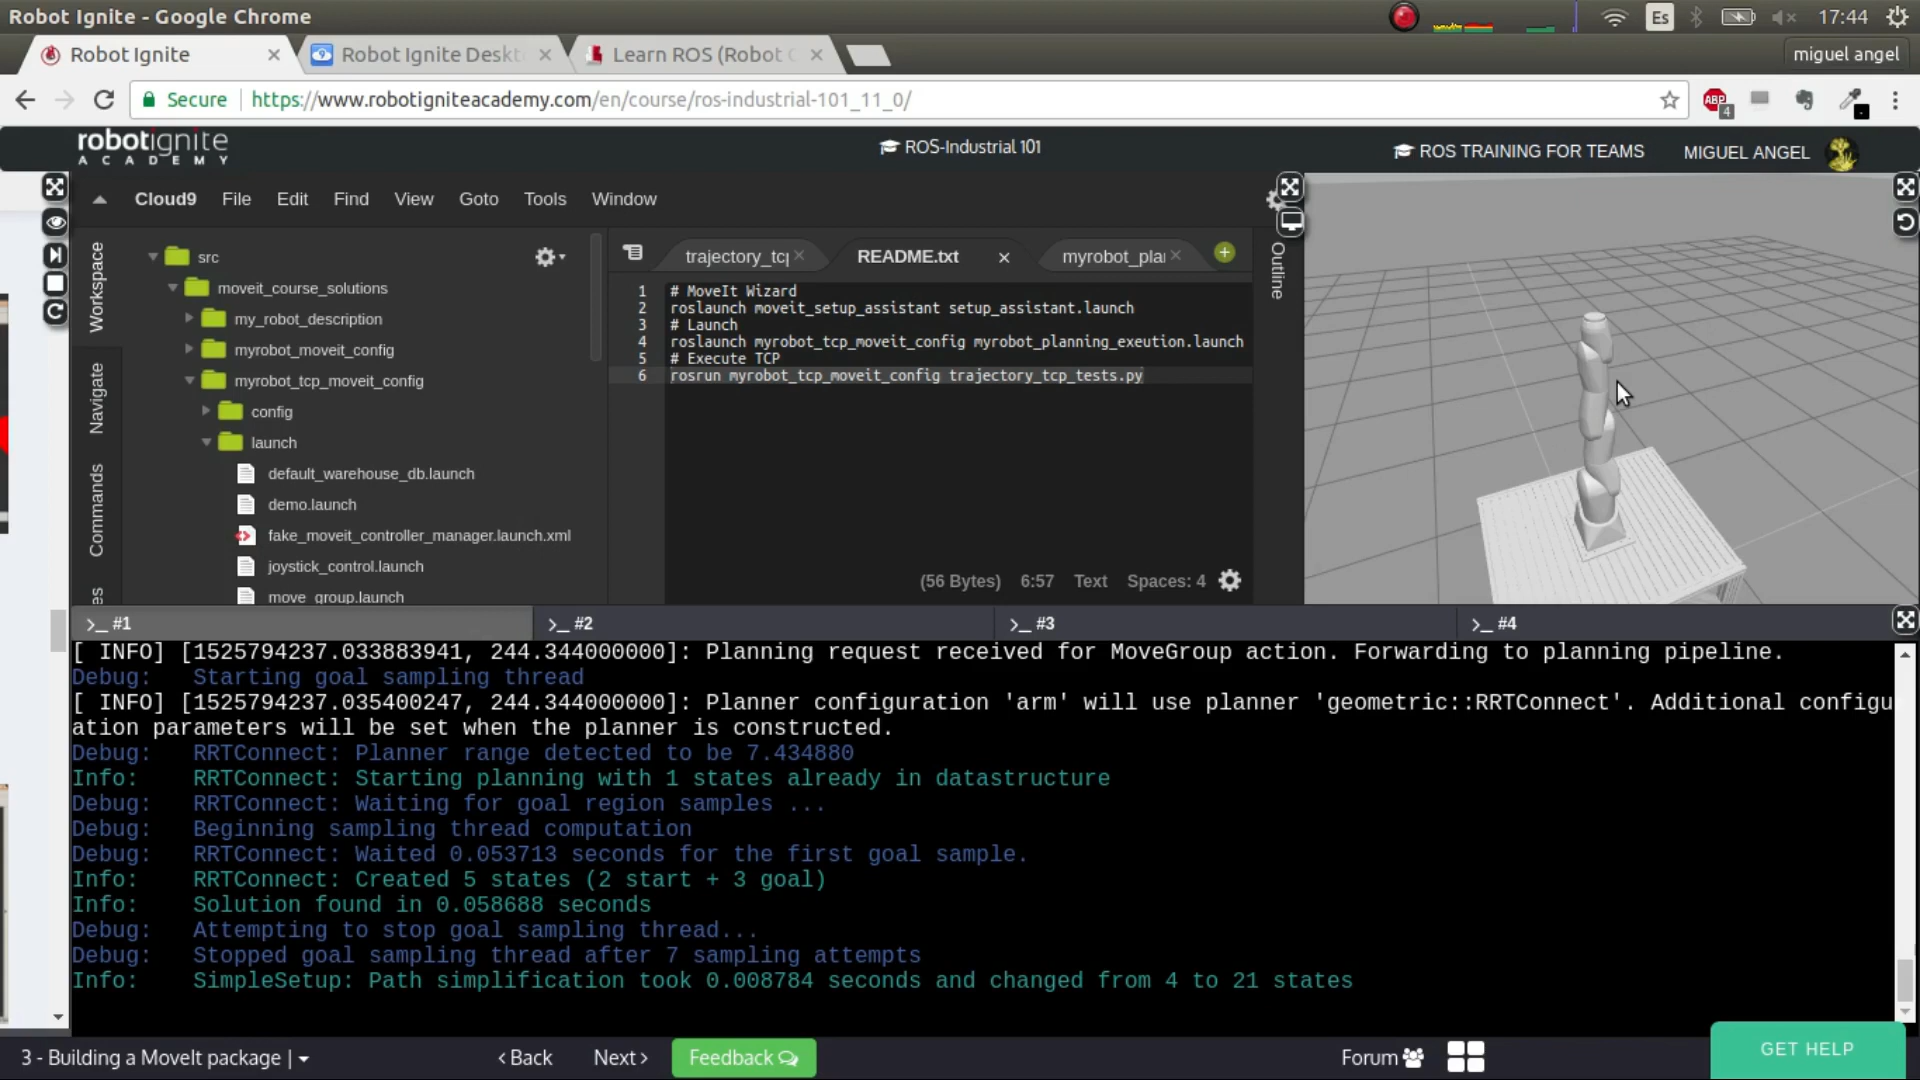 Robot Ignite - Google Chrome
Es
17:44
Robot Ignite
Robot Ignite Deskt
Learn ROS (Robot
miguel angel
Secure
https://www.robotigniteacademy.com/en/course/ros-industrial-101_11_0/
ABP
4
robotignite
ACADEMY
ROS-Industrial 101
ROS TRAINING FOR TEAMS
MIGUEL ANGEL
Cloud9 File Edit Find View Goto Tools Window
Workspace
Navigate
Commands
es
Outline
src
moveit_course_solutions
my_robot_description
myrobot_moveit_config
myrobot_tcp_moveit_config
config
launch
default_warehouse_db.launch
demo.launch
fake_moveit_controller_manager.launch.xml
joystick_control.launch
move_group.launch
trajectory_tcp
README.txt
myrobot_plan
1 # MoveIt Wizard
2 roslaunch moveit_setup_assistant setup_assistant.launch
3 # Launch
4 roslaunch myrobot_tcp_moveit_config myrobot_planning_exeution.launch
5 # Execute TCP
6 rosrun myrobot_tcp_moveit_config trajectory_tcp_tests.py
(56 Bytes) 6:57 Text Spaces: 4
>_ #1
>_ #2
>_ #3
>_ #4
[ INFO] [1525794237.033883941, 244.344000000]: Planning request received for MoveGroup action. Forwarding to planning pipeline.
Debug: Starting goal sampling thread
[ INFO] [1525794237.035400247, 244.344000000]: Planner configuration 'arm' will use planner 'geometric::RRTConnect'. Additional configu
ation parameters will be set when the planner is constructed.
Debug: RRTConnect: Planner range detected to be 7.434880
Info: RRTConnect: Starting planning with 1 states already in datastructure
Debug: RRTConnect: Waiting for goal region samples ...
Debug: Beginning sampling thread computation
Debug: RRTConnect: Waited 0.053713 seconds for the first goal sample.
Info: RRTConnect: Created 5 states (2 start + 3 goal)
Info: Solution found in 0.058688 seconds
Debug: Attempting to stop goal sampling thread...
Debug: Stopped goal sampling thread after 7 sampling attempts
Info: SimpleSetup: Path simplification took 0.008784 seconds and changed from 4 to 21 states
3 - Building a MoveIt package |
Back
Next
Feedback
Forum
GET HELP